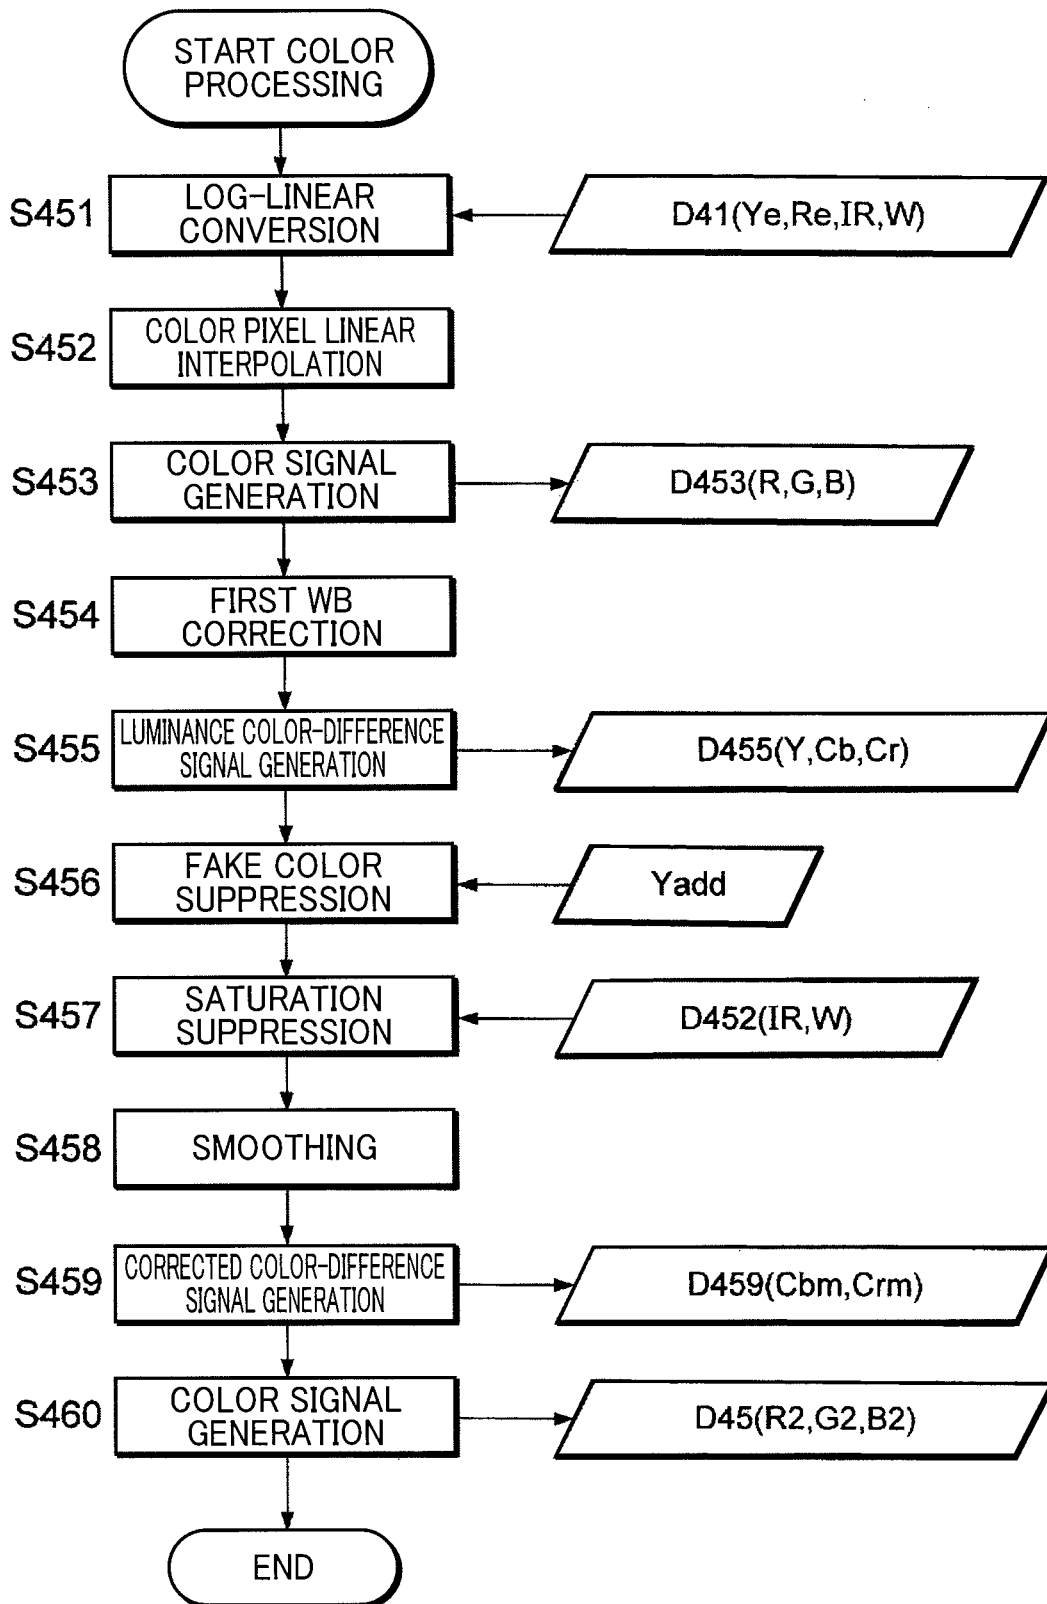 START COLOR
PROCESSING
S451
LOG-LINEAR
CONVERSION
D41(Ye,Re,IR,W)
S452
COLOR PIXEL LINEAR
INTERPOLATION
S453
COLOR SIGNAL
GENERATION
D453(R,G,B)
S454
FIRST WB
CORRECTION
S455
LUMINANCE COLOR-DIFFERENCE
SIGNAL GENERATION
D455(Y,Cb,Cr)
S456
FAKE COLOR
SUPPRESSION
Yadd
S457
SATURATION
SUPPRESSION
D452(IR,W)
S458
SMOOTHING
S459
CORRECTED COLOR-DIFFERENCE
SIGNAL GENERATION
D459(Cbm,Crm)
S460
COLOR SIGNAL
GENERATION
D45(R2,G2,B2)
END